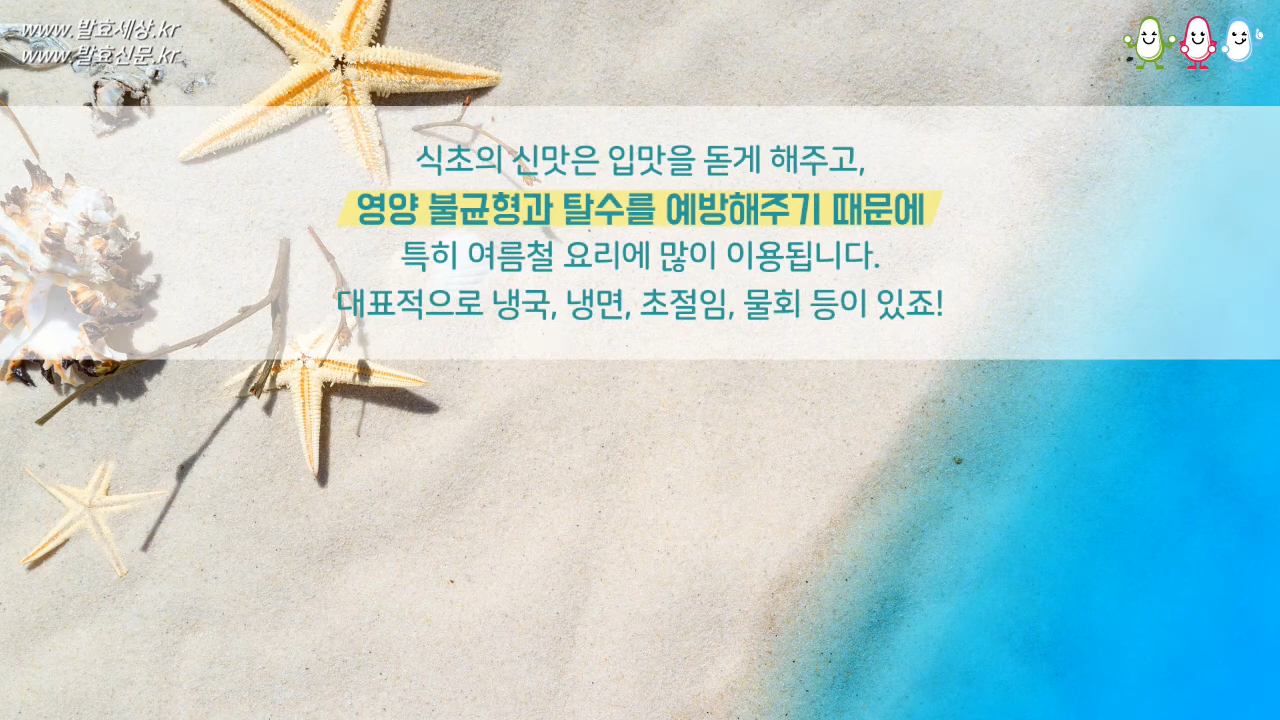 www.발효세상.kr
www.발효신문.kr
식초의 신맛은 입맛을 돋게 해주고,
영양 불균형과 탈수를 예방해주기 때문에
특히 여름철 요리에 많이 이용됩니다.
대표적으로 냉국, 냉면, 초절임, 물회 등이 있죠!